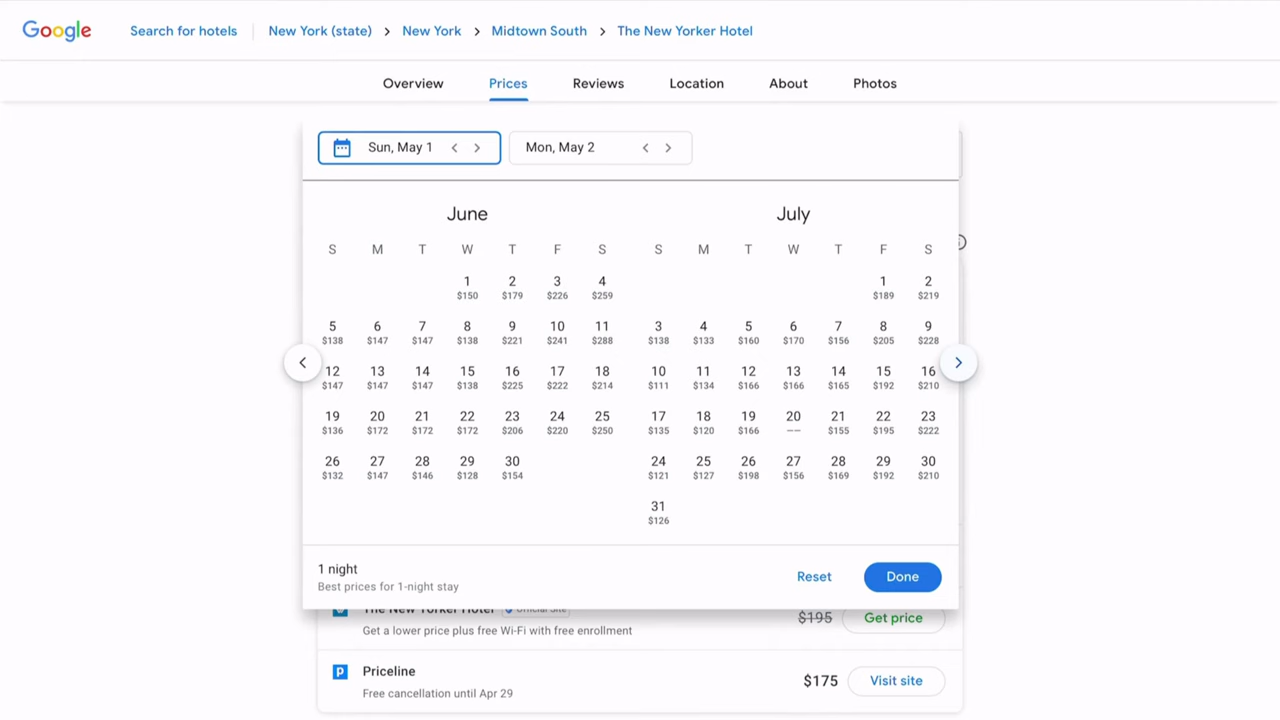 Google Search for hotels New York (state) New York Midtown South The New Yorker Hotel
Overview Prices Reviews Location About Photos
Sun, May 1 Mon, May 2
June
S M T W T F S
1 2 3 4
$150 $179 $226 $259
5 6 7 8 9 10 11
$138 $147 $147 $138 $221 $241 $288
12 13 14 15 16 17 18
$147 $147 $147 $138 $225 $222 $214
19 20 21 22 23 24 25
$136 $172 $172 $172 $206 $220 $250
26 27 28 29 30
$132 $147 $146 $128 $154
July
S M T W T F S
1 2
$189 $219
3 4 5 6 7 8 9
$138 $133 $160 $170 $156 $205 $228
10 11 12 13 14 15 16
$111 $134 $166 $166 $165 $192 $210
17 18 19 20 21 22 23
$135 $120 $166 –– $155 $195 $222
24 25 26 27 28 29 30
$121 $127 $198 $156 $169 $192 $210
31
$126
1 night
Best prices for 1-night stay
Reset Done
The New Yorker Hotel Official Site
$195 Get price
Get a lower price plus free Wi-Fi with free enrollment
Priceline
$175 Visit site
Free cancellation until Apr 29